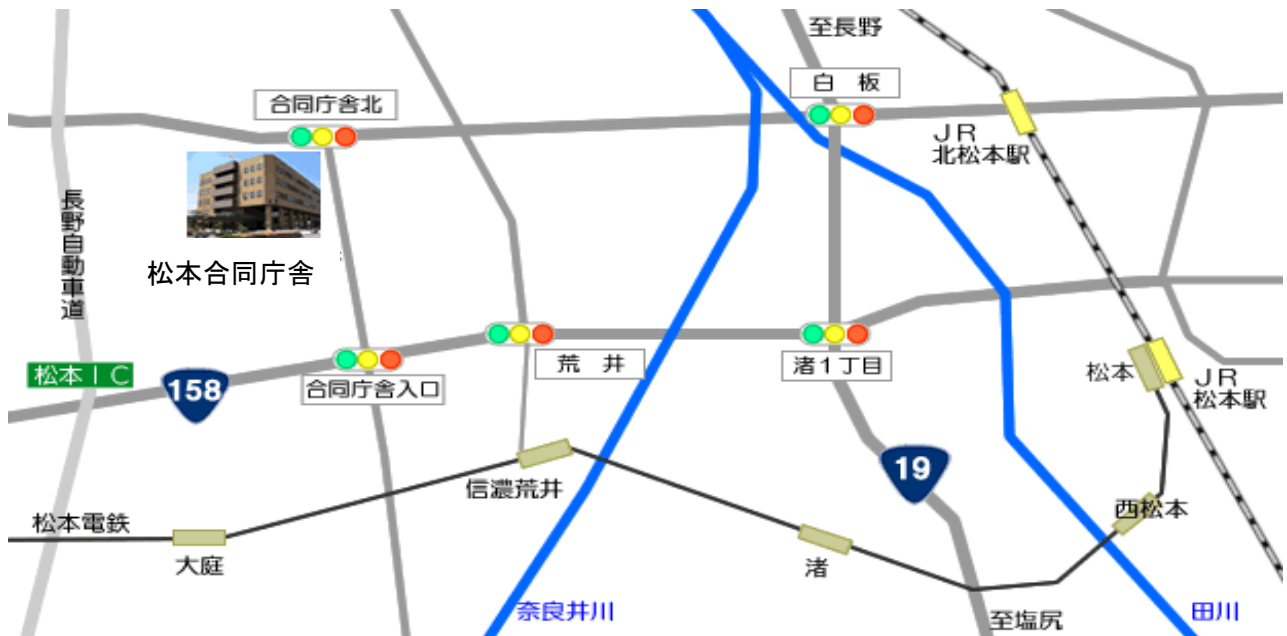 至長野
白　板
合同庁舎北
ＪＲ
北松本駅
長野自動車道
松本合同庁舎
松本ＩＣ
158
合同庁舎入口
荒　井
渚１丁目
松本
ＪＲ
松本駅
19
信濃荒井
西松本
松本電鉄
大庭
渚
奈良井川
至塩尻
田川